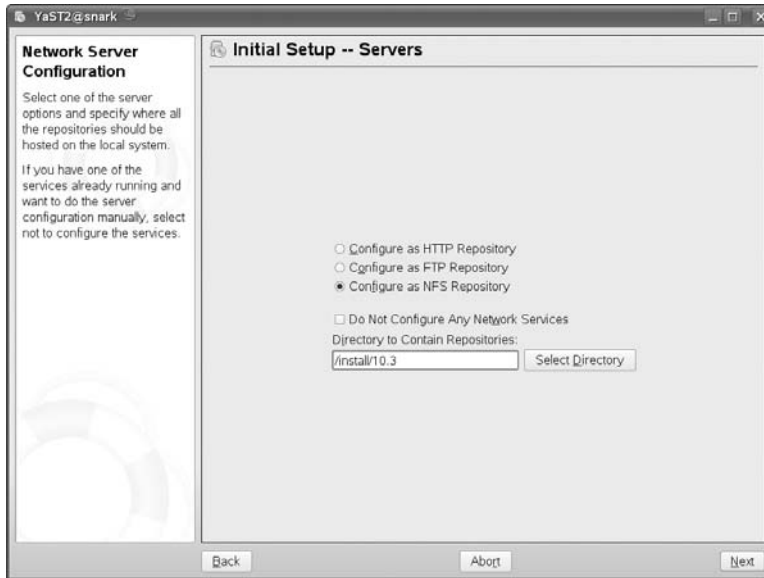 YaST2@snark
Network Server
Configuration
Select one of the server
options and specify where all
the repositories should be
hosted on the local system.
If you have one of the
services already running and
want to do the server
configuration manually, select
not to configure the services.
Initial Setup -- Servers
Configure as HTTP Repository
Configure as FTP Repository
Configure as NFS Repository
Do Not Configure Any Network Services
Directory to Contain Repositories:
/install/10.3
Select Directory
Back
Abort
Next